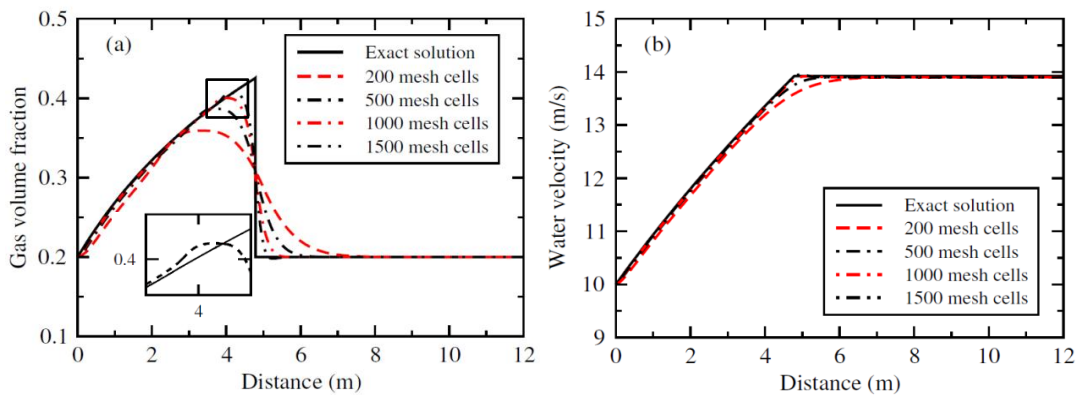 (a)
Exact solution
200 mesh cells
500 mesh cells
1000 mesh cells
1500 mesh cells
Gas volume fraction
0.5
0.4
0.3
0.2
0.1
0.4
4
0
2
4
6
8
10
12
Distance (m)
(b)
Exact solution
200 mesh cells
500 mesh cells
1000 mesh cells
1500 mesh cells
Water velocity (m/s)
15
14
13
12
11
10
9
0
2
4
6
8
10
12
Distance (m)